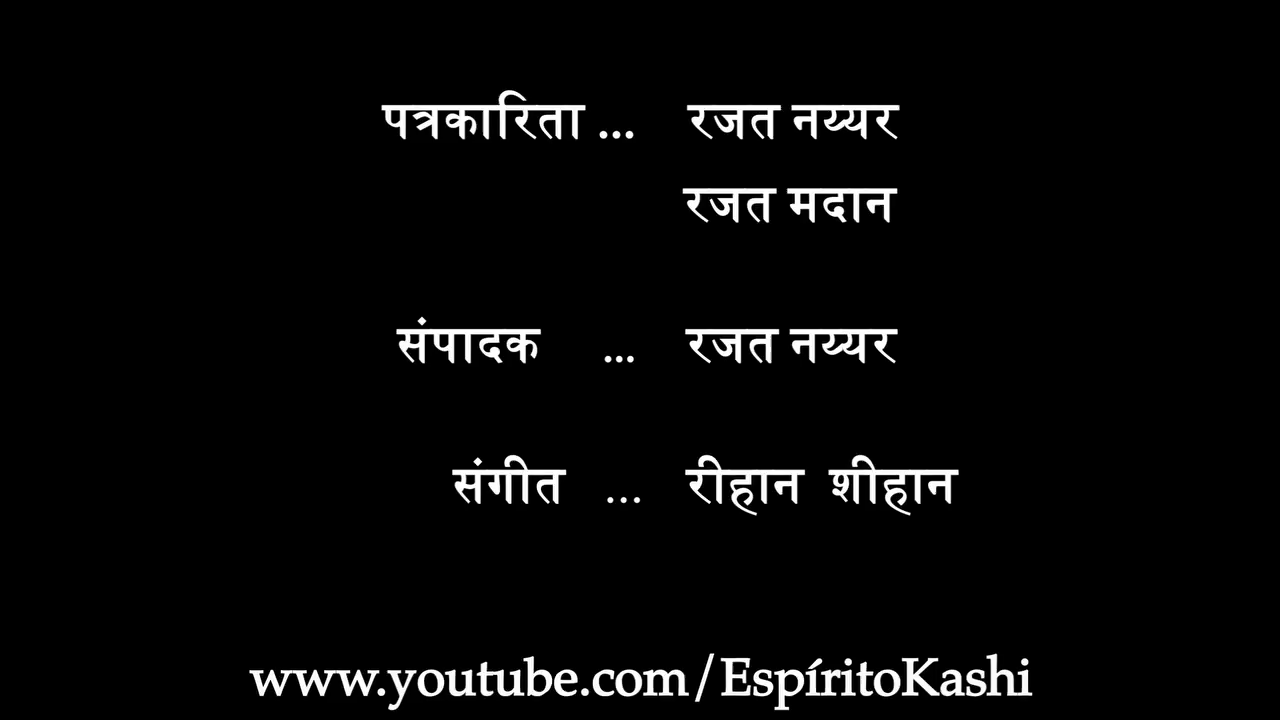 पत्रकारिता ... रजत नय्यर
रजत मदान
संपादक ... रजत नय्यर
संगीत ... रीहान शीहान
www.youtube.com/EspíritoKashi